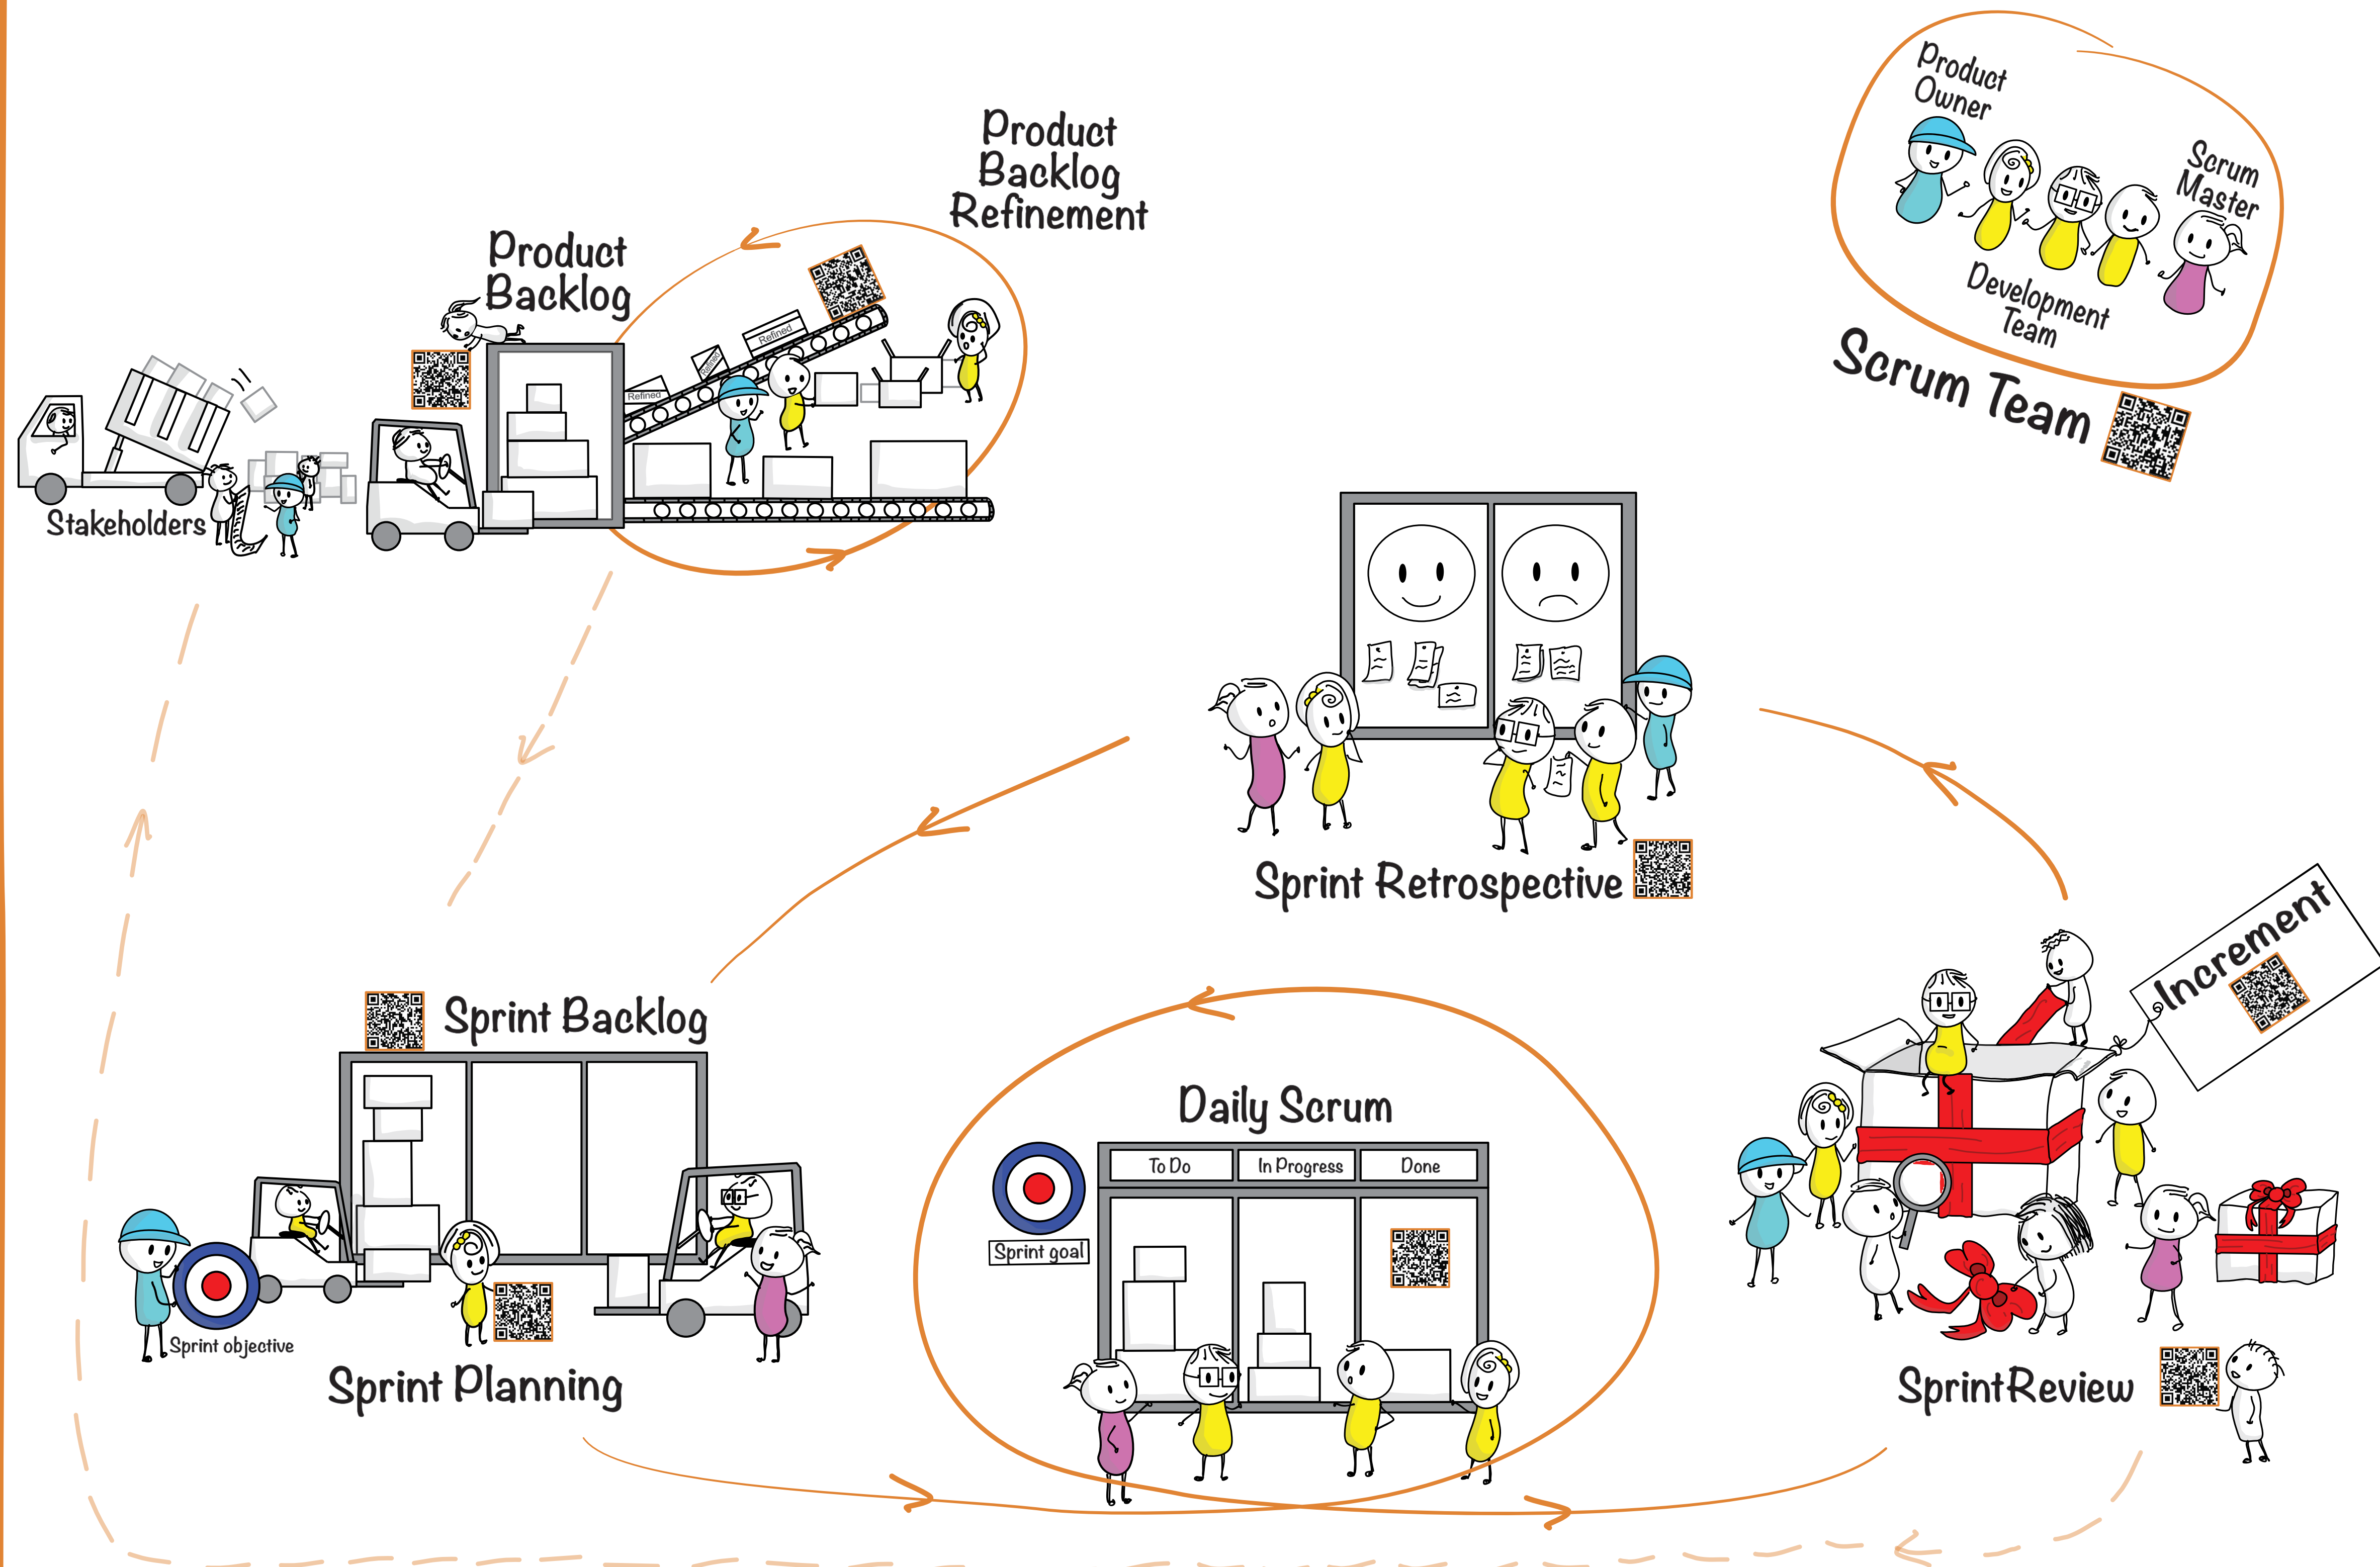 Product
Owner
Scrum
Master
Development
Team
Scrum Team
Product
Backlog
Refinement
Product
Backlog
Refined
Refined
Refined
Stakeholders
Sprint Retrospective
Increment
Sprint Backlog
Sprint objective
Sprint Planning
Daily Scrum
To Do
In Progress
Done
Sprint goal
SprintReview